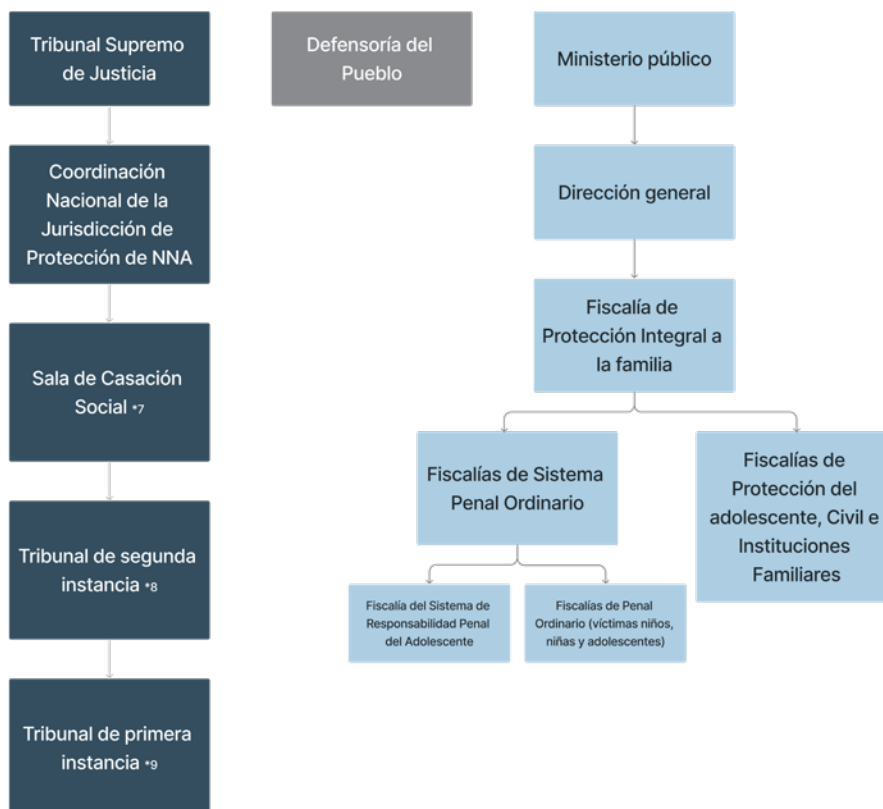 Tribunal Supremo
de Justicia
Coordinación
Nacional de la
Jurisdicción de
Protección de NNA
Sala de Casación
Social *7
Tribunal de segunda
instancia *8
Tribunal de primera
instancia *9
Defensoría del
Pueblo
Ministerio público
Dirección general
Fiscalía de
Protección Integral a
la familia
Fiscalías de Sistema
Penal Ordinario
Fiscalía del Sistema de
Responsabilidad Penal
del Adolescente
Fiscalías de Penal
Ordinario (víctimas niños,
niñas y adolescentes)
Fiscalías de
Protección del
adolescente, Civil e
Instituciones
Familiares